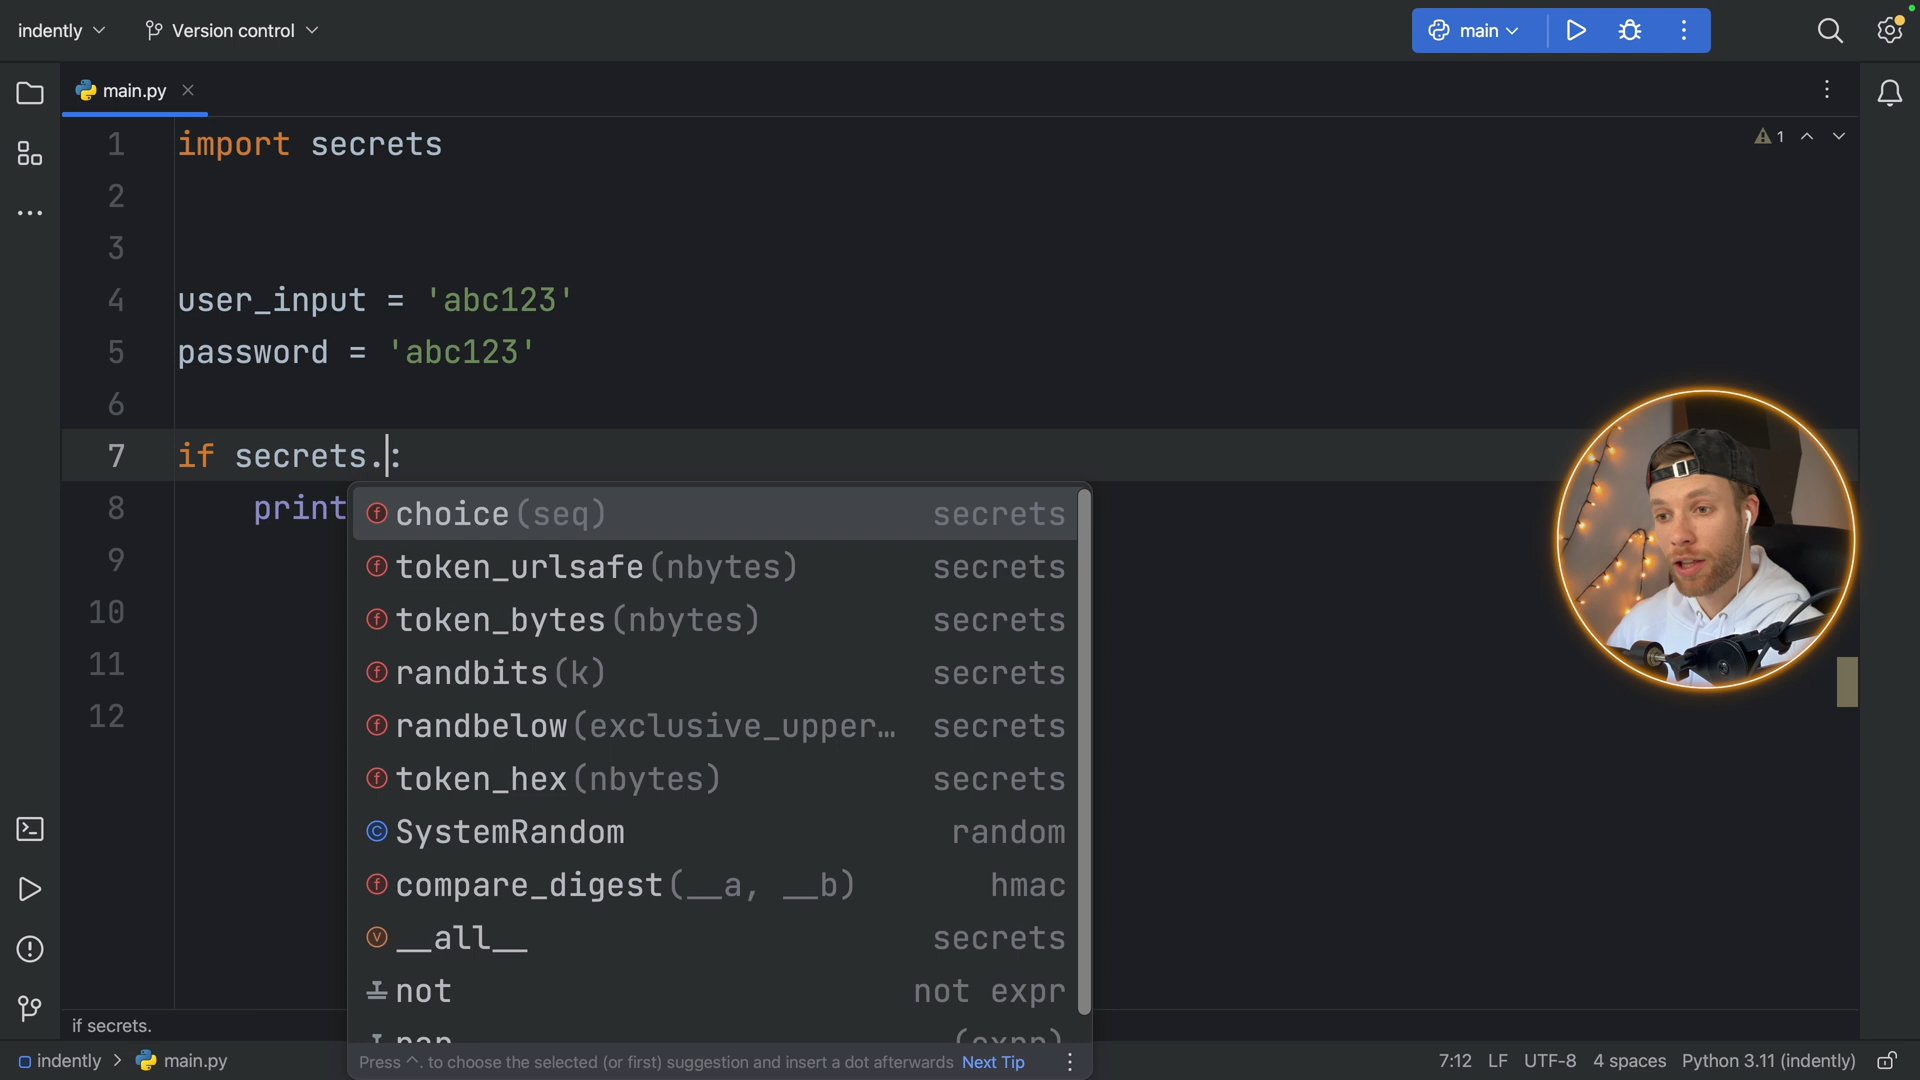 indently
Version control
main
main.py
1 import secrets
2
3
4 user_input = 'abc123'
5 password = 'abc123'
6
7 if secrets.:
8 print
9
10
11
12
1
choice(seq) secrets
token_urlsafe(nbytes) secrets
token_bytes(nbytes) secrets
randbits(k) secrets
randbelow(exclusive_upper… secrets
token_hex(nbytes) secrets
SystemRandom random
compare_digest(__a, __b) hmac
__all__ secrets
not not expr
Press ^. to choose the selected (or first) suggestion and insert a dot afterwards Next Tip
if secrets.
indently > main.py
7:12 LF UTF-8 4 spaces Python 3.11 (indently)